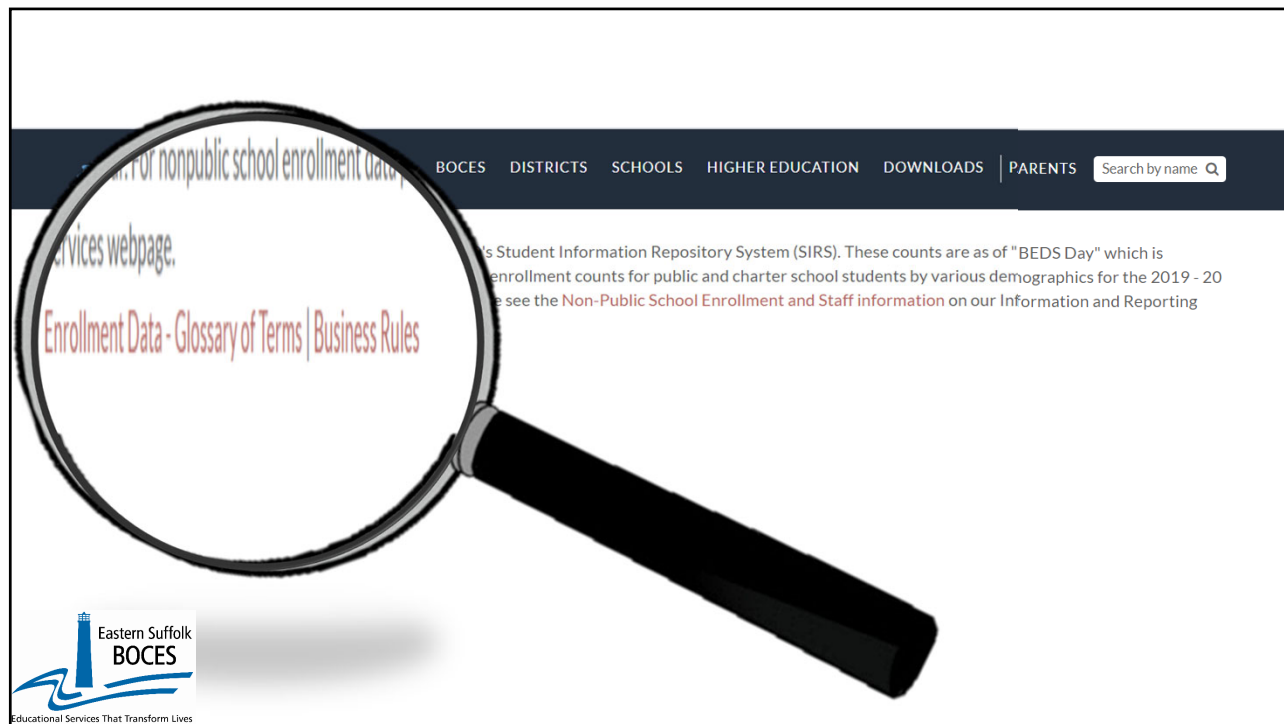 BOCES DISTRICTS SCHOOLS HIGHER EDUCATION DOWNLOADS PARENTS Search by name
For nonpublic school enrollment data
services webpage.
Enrollment Data - Glossary of Terms | Business Rules
's Student Information Repository System (SIRS). These counts are as of "BEDS Day" which is
enrollment counts for public and charter school students by various demographics for the 2019 - 20
see the Non-Public School Enrollment and Staff information on our Information and Reporting
Eastern Suffolk
BOCES
Educational Services That Transform Lives